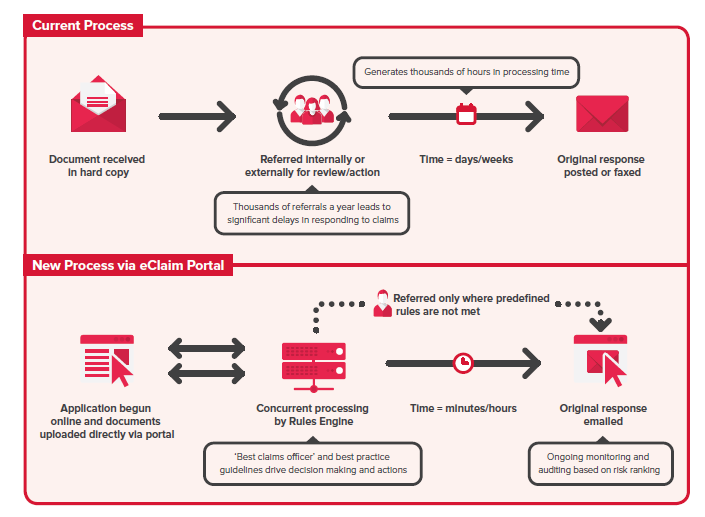 Current Process
Generates thousands of hours in processing time
Document received
in hard copy
Referred internally or
externally for review/action
Time = days/weeks
Original response
posted or faxed
Thousands of referrals a year leads to
significant delays in responding to claims
New Process via eClaim Portal
Referred only where predefined
rules are not met
Application begun
online and documents
uploaded directly via portal
Concurrent processing
by Rules Engine
Time = minutes/hours
Original response
emailed
'Best claims officer' and best practice
guidelines drive decision making and actions
Ongoing monitoring and
auditing based on risk ranking